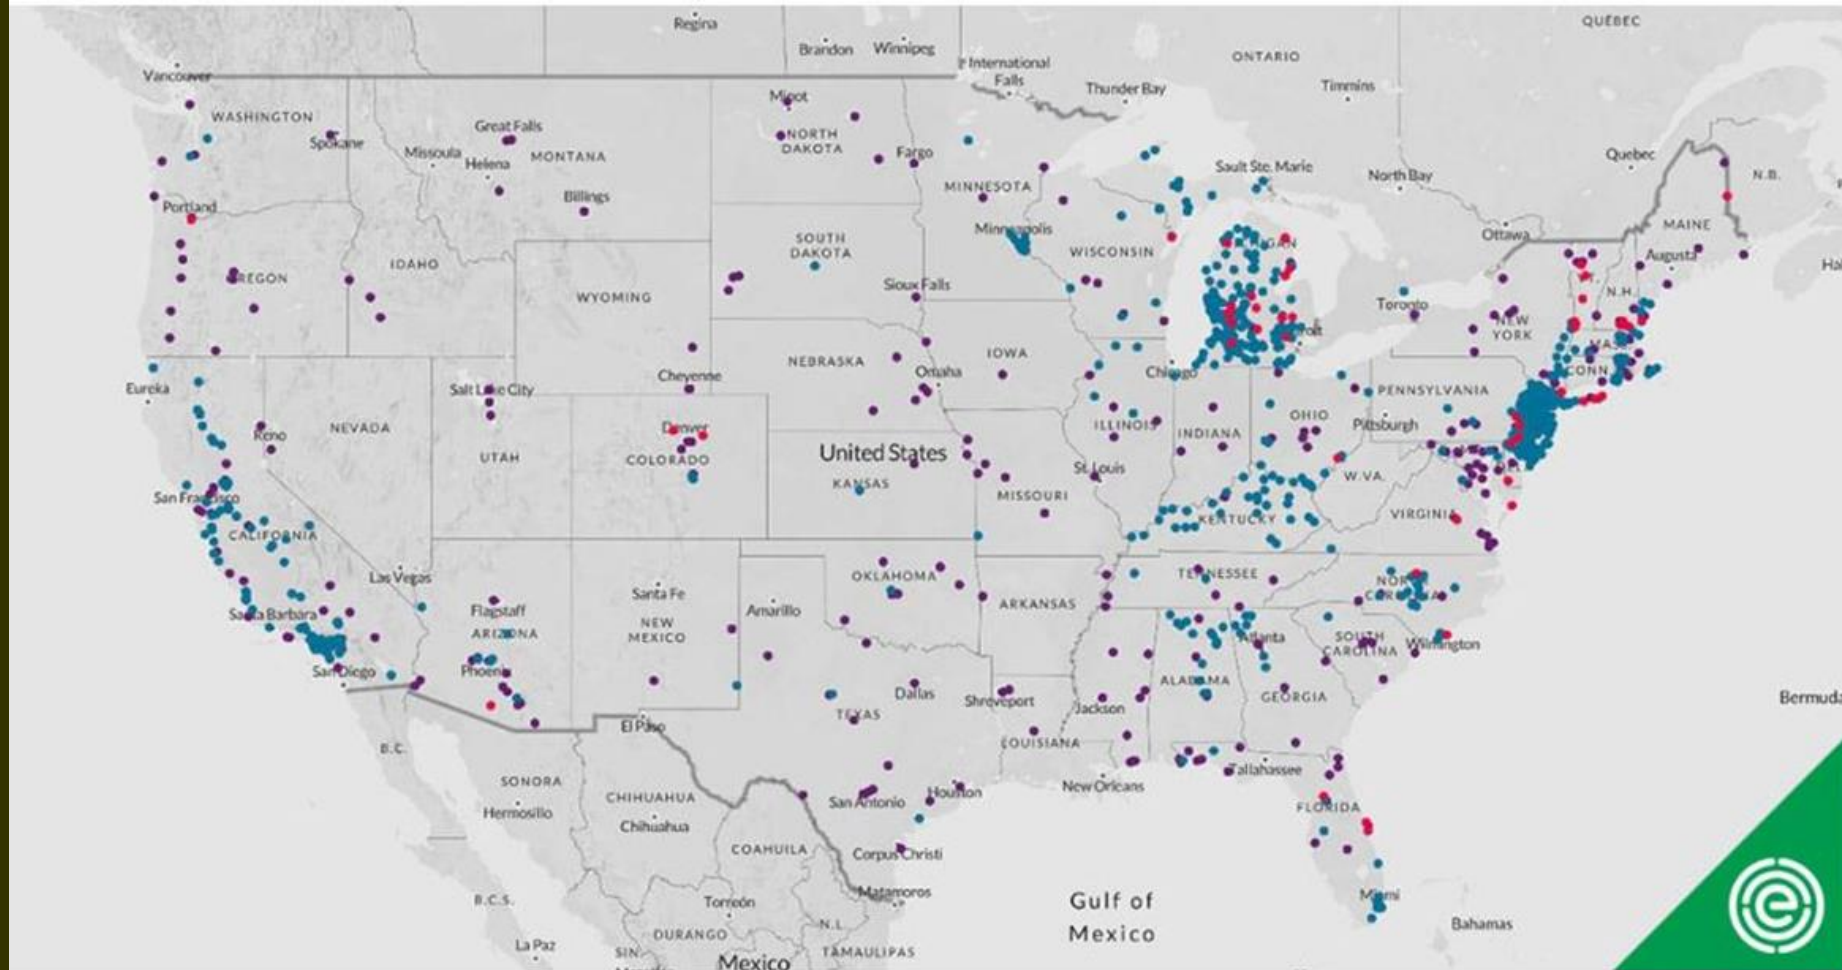 Regina
QUÉBEC
Brandon
Winnipeg
International
Falls
ONTARIO
Vancouver
Thunder Bay
Timmins
Minot
WASHINGTON
Great Falls
NORTH
DAKOTA
Spokane
Missoula
Helena
MONTANA
Fargo
Quebec
Sault Ste. Marie
North Bay
N.B.
MINNESOTA
Billings
Portland
MAINE
Minneapolis
Ottawa
SOUTH
DAKOTA
WISCONSIN
Augusta
IDAHO
Hal
Sioux Falls
WYOMING
N.H.
Toronto
NEW
YORK
IOWA
NEBRASKA
Omaha
Chicago
CONN
Cheyenne
Eureka
Salt Lake City
PENNSYLVANIA
OHIO
ILLINOIS
Pittsburgh
NEVADA
Reno
Denver
INDIANA
United States
UTAH
COLORADO
St. Louis
KANSAS
W.VA.
San Francisco
MISSOURI
VIRGINIA
KENTUCKY
CALIFORNIA
Las Vegas
OKLAHOMA
TENNESSEE
Santa Fe
ARKANSAS
Santa Barbara
Flagstaff
Amarillo
NEW
MEXICO
ARIZONA
Atlanta
SOUTH
CAROLINA
Wilmington
San Diego
Phoenix
ALABAMA
Dallas
Shreveport
GEORGIA
Bermuda
Jackson
TEXAS
El Paso
LOUISIANA
B.C.
Tallahassee
SONORA
New Orleans
Houston
CHIHUAHUA
San Antonio
FLORIDA
Hermosillo
Chihuahua
COAHUILA
Corpus Christi
Matamoros
Miami
B.C.S.
Torreón
Gulf of
Mexico
N.L.
Bahamas
DURANGO
La Paz
SIN.
TAMAULIPAS
Mexico